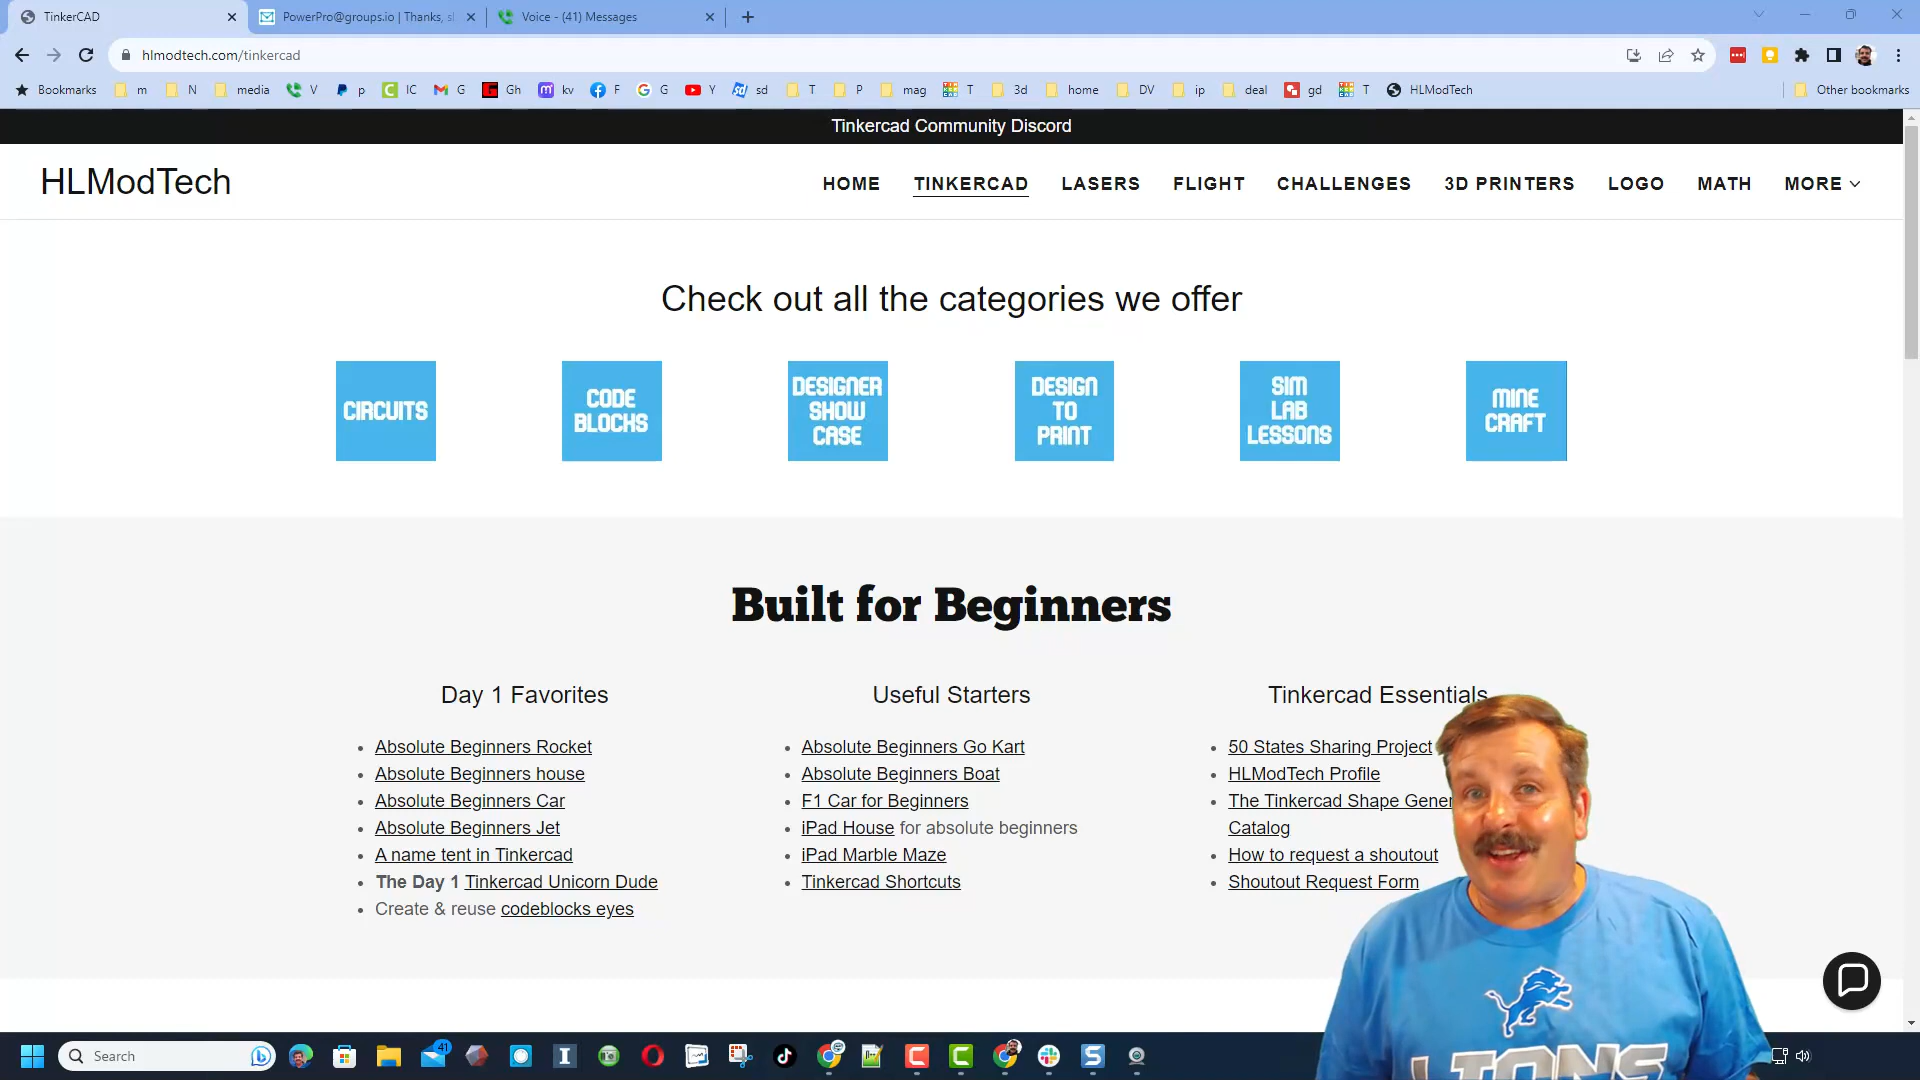 TinkerCAD
PowerPro@groups.io | Thanks, sl
Voice - (41) Messages
hlmodtech.com/tinkercad
Bookmarks m N media V p IC G Gh kv F G Y sd T P mag T 3d home DV ip deal gd T HLModTech Other bookmarks
Tinkercad Community Discord
HLModTech
HOME TINKERCAD LASERS FLIGHT CHALLENGES 3D PRINTERS LOGO MATH MORE
Check out all the categories we offer
CIRCUITS
CODE
BLOCKS
DESIGNER
SHOW
CASE
DESIGN
TO
PRINT
SIM
LAB
LESSONS
MINE
CRAFT
Built for Beginners
Day 1 Favorites
Absolute Beginners Rocket
Absolute Beginners house
Absolute Beginners Car
Absolute Beginners Jet
A name tent in Tinkercad
The Day 1 Tinkercad Unicorn Dude
Create & reuse codeblocks eyes
Useful Starters
Absolute Beginners Go Kart
Absolute Beginners Boat
F1 Car for Beginners
iPad House for absolute beginners
iPad Marble Maze
Tinkercad Shortcuts
Tinkercad Essentials
50 States Sharing Project
HLModTech Profile
The Tinkercad Shape Gener
Catalog
How to request a shoutout
Shoutout Request Form
LIONS
Search
41